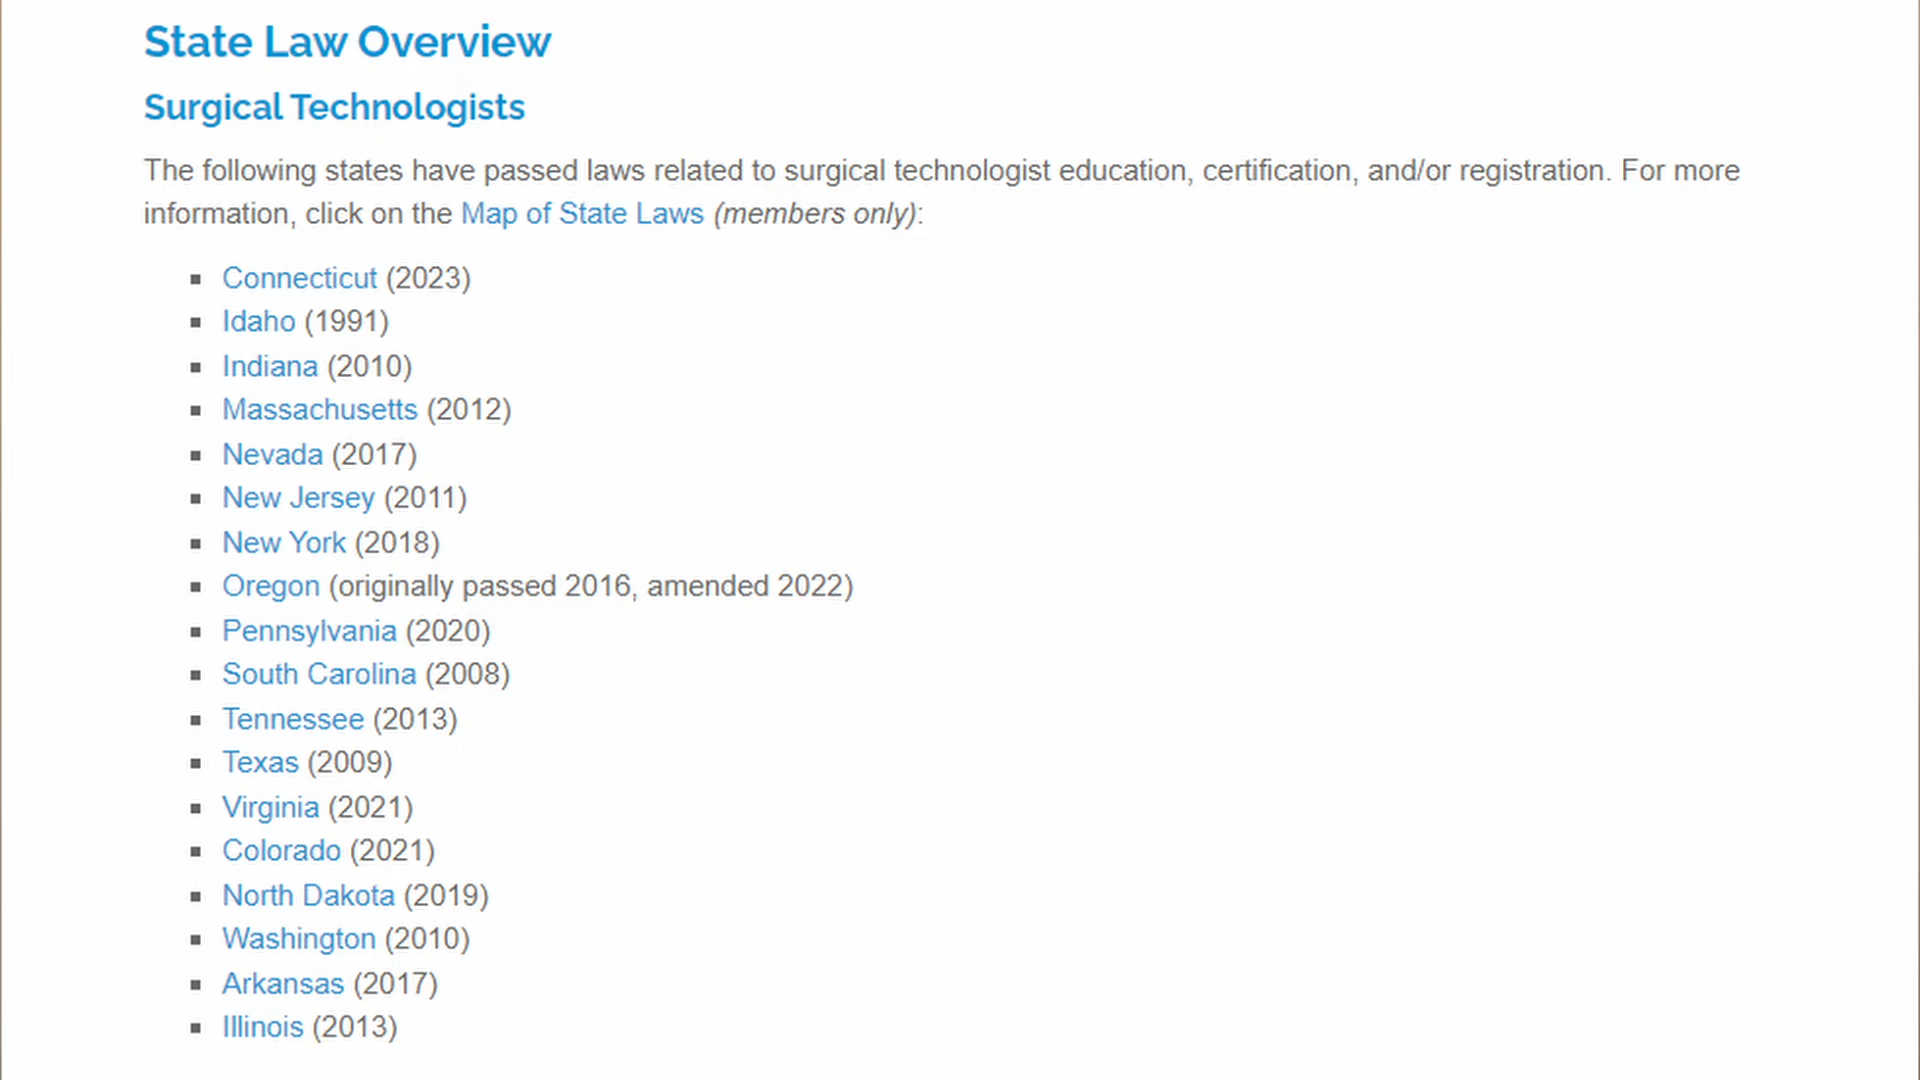 State Law Overview
Surgical Technologists
The following states have passed laws related to surgical technologist education, certification, and/or registration. For more
information, click on the Map of State Laws (members only):
▪ Connecticut (2023)
▪ Idaho (1991)
▪ Indiana (2010)
▪ Massachusetts (2012)
▪ Nevada (2017)
▪ New Jersey (2011)
▪ New York (2018)
▪ Oregon (originally passed 2016, amended 2022)
▪ Pennsylvania (2020)
▪ South Carolina (2008)
▪ Tennessee (2013)
▪ Texas (2009)
▪ Virginia (2021)
▪ Colorado (2021)
▪ North Dakota (2019)
▪ Washington (2010)
▪ Arkansas (2017)
▪ Illinois (2013)